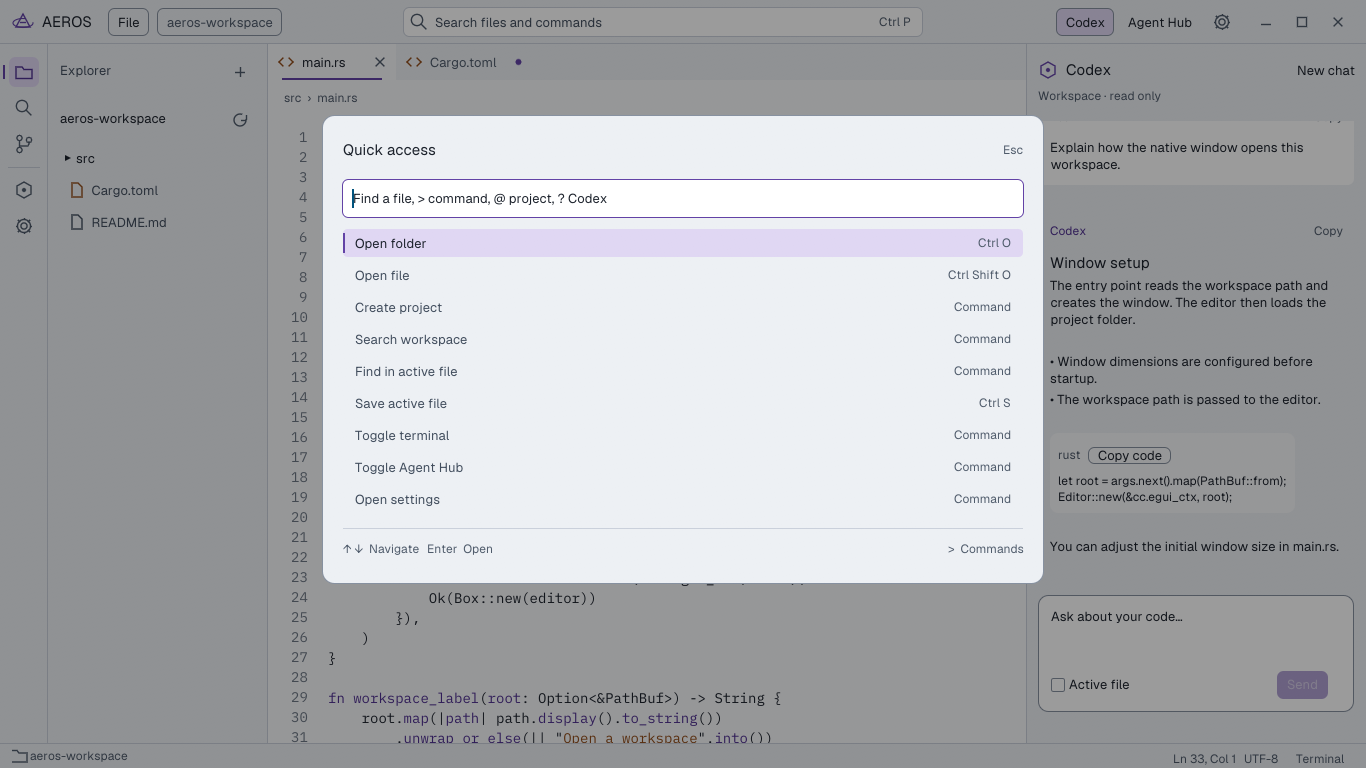 AEROS File aeros-workspace Search files and commands Ctrl P Codex Agent Hub
Explorer +
aeros-workspace
src
Cargo.toml
README.md
main.rs Cargo.toml
src › main.rs
1
2
3
4
5
6
7
8
9
10
11
12
13
14
15
16
17
18
19
20
21
22
23
24 Ok(Box::new(editor))
25 }),
26 )
27 }
28
29 fn workspace_label(root: Option<&PathBuf>) -> String {
30 root.map(|path| path.display().to_string())
31 .unwrap_or_else(|| "Open a workspace".into())
Quick access Esc
Find a file, > command, @ project, ? Codex
Open folder Ctrl O
Open file Ctrl Shift O
Create project Command
Search workspace Command
Find in active file Command
Save active file Ctrl S
Toggle terminal Command
Toggle Agent Hub Command
Open settings Command
↑↓ Navigate Enter Open > Commands
Codex New chat
Workspace · read only
Explain how the native window opens this
workspace.
Codex Copy
Window setup
The entry point reads the workspace path and
creates the window. The editor then loads the
project folder.
• Window dimensions are configured before
startup.
• The workspace path is passed to the editor.
rust Copy code
let root = args.next().map(PathBuf::from);
Editor::new(&cc.egui_ctx, root);
You can adjust the initial window size in main.rs.
Ask about your code…
Active file Send
aeros-workspace Ln 33, Col 1 UTF-8 Terminal